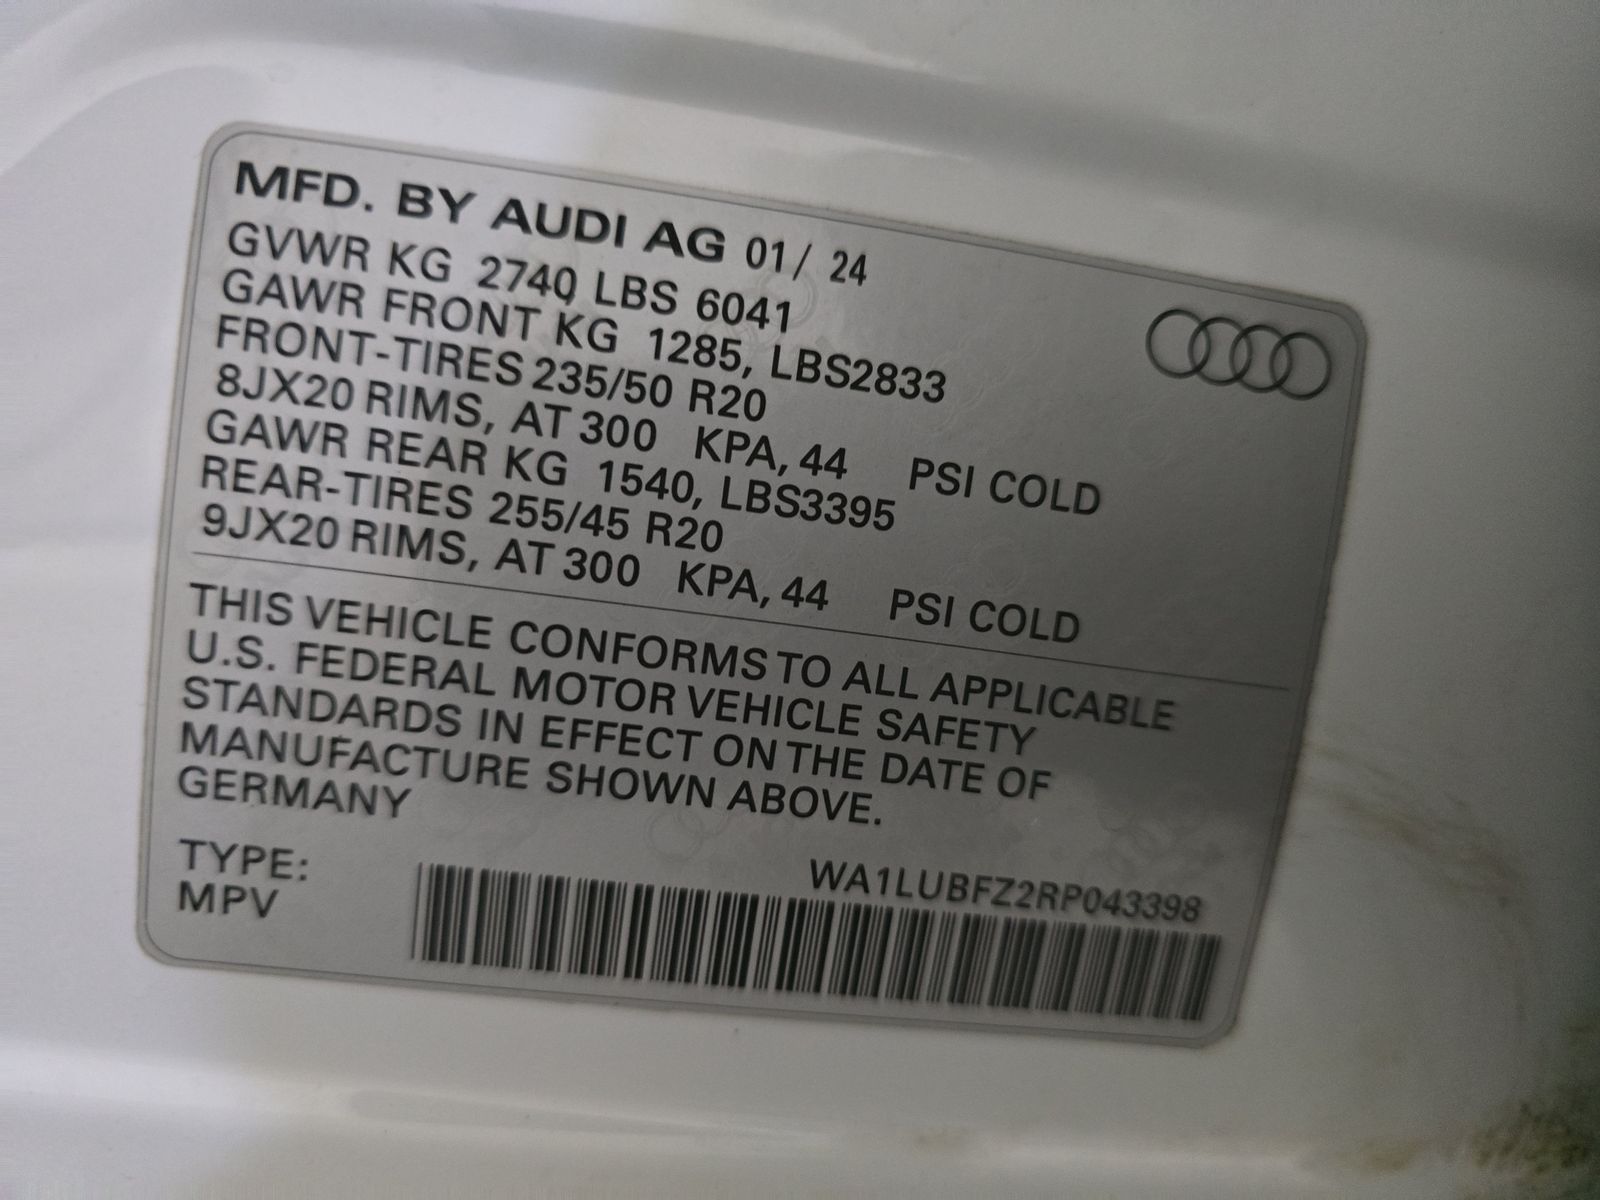 MFD. BY AUDI AG 01/ 24
GVWR KG 2740 LBS 6041
GAWR FRONT KG 1285, LBS2833
FRONT-TIRES 235/50 R20
8JX20 RIMS, AT 300 KPA, 44 PSI COLD
GAWR REAR KG 1540, LBS3395
REAR-TIRES 255/45 R20
9JX20 RIMS, AT 300 KPA, 44 PSI COLD
THIS VEHICLE CONFORMS TO ALL APPLICABLE
U.S. FEDERAL MOTOR VEHICLE SAFETY
STANDARDS IN EFFECT ON THE DATE OF
MANUFACTURE SHOWN ABOVE.
GERMANY
TYPE:
MPV
WA1LUBFZ2RP043398